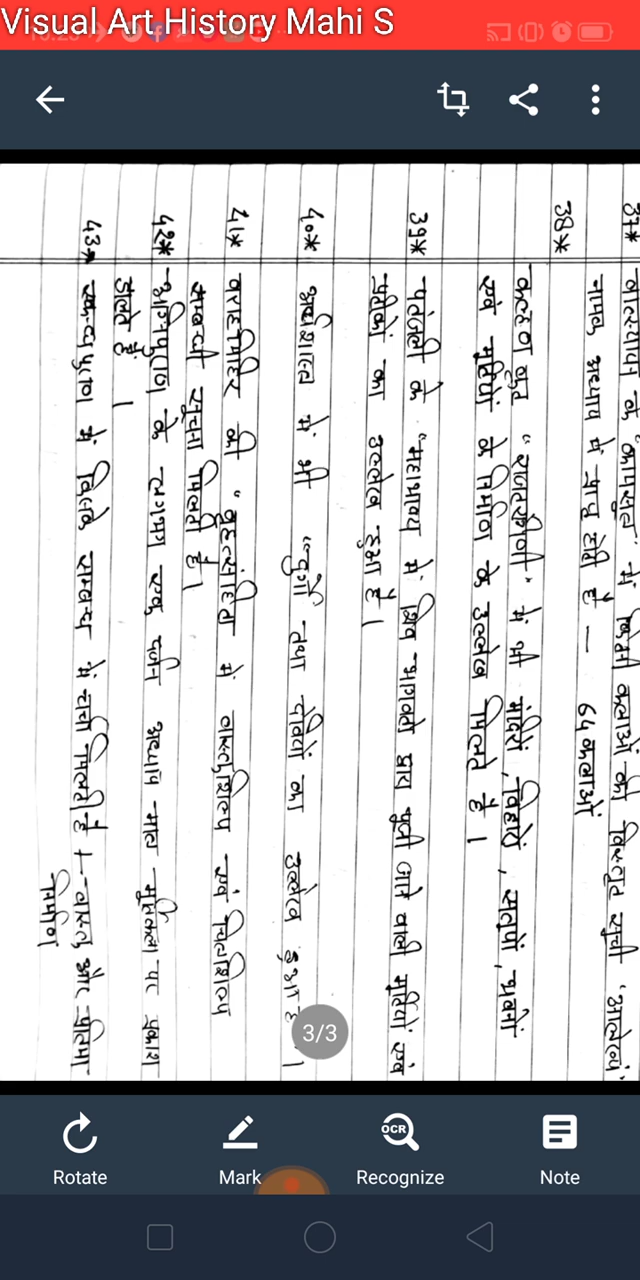 Visual Art History Mahi S
37* वात्स्यायन के "कामसूत्र" में किन कलाओं की विस्तृत सूची 'आलेख्य'
नामक अध्याय में प्राप्त होती है — 64 कलाओं
38*
कल्हण कृत "राजतरंगिणी" में भी मंदिरों, विहारों, स्तूपों, भवनों
एवं मूर्तियों के निर्माण के उल्लेख मिलते है।
39* पतंजली के "महाभाष्य में शिव भागवतो द्वारा पूजी जाने वाली मूर्तियों एवं
प्रतीकों का उल्लेख हुआ है।
40* अर्थशास्त्र में भी "दुर्गो तथा का उल्लेख हुआ है।
41* वराहमिहिर की "बृहत्संहिता में वास्तुशिल्प एवं चित्रशिल्प
सम्बन्धी सूचना मिलती है।
42* अग्निपुराण के लगभग एक दर्जन अध्याय मात्र मूर्तिकला पर प्रकाश
डालते हैं।
43* स्कन्दपुराण में किसके सम्बन्ध में चर्चा मिलती है। - वास्तु और प्रतिमा
निर्माण
3/3
Rotate
Mark
OCR
Recognize
Note